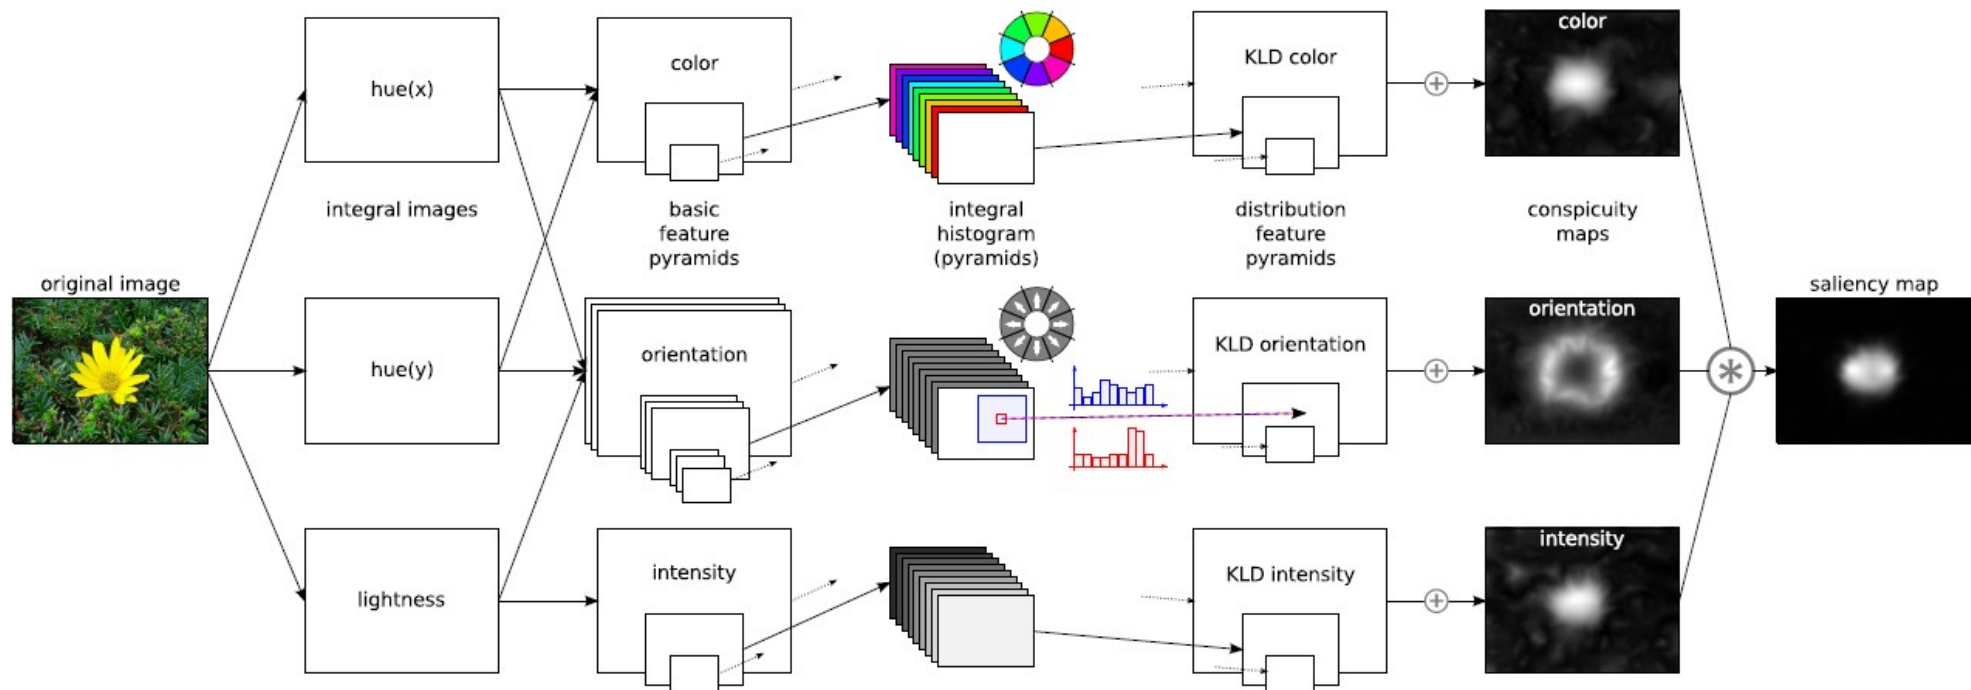 color
hue(x)
color
KLD color
integral images
basic
feature
pyramids
integral
histogram
(pyramids)
distribution
feature
pyramids
conspicuity
maps
original image
saliency map
hue(y)
orientation
KLD orientation
orientation
lightness
intensity
KLD intensity
intensity